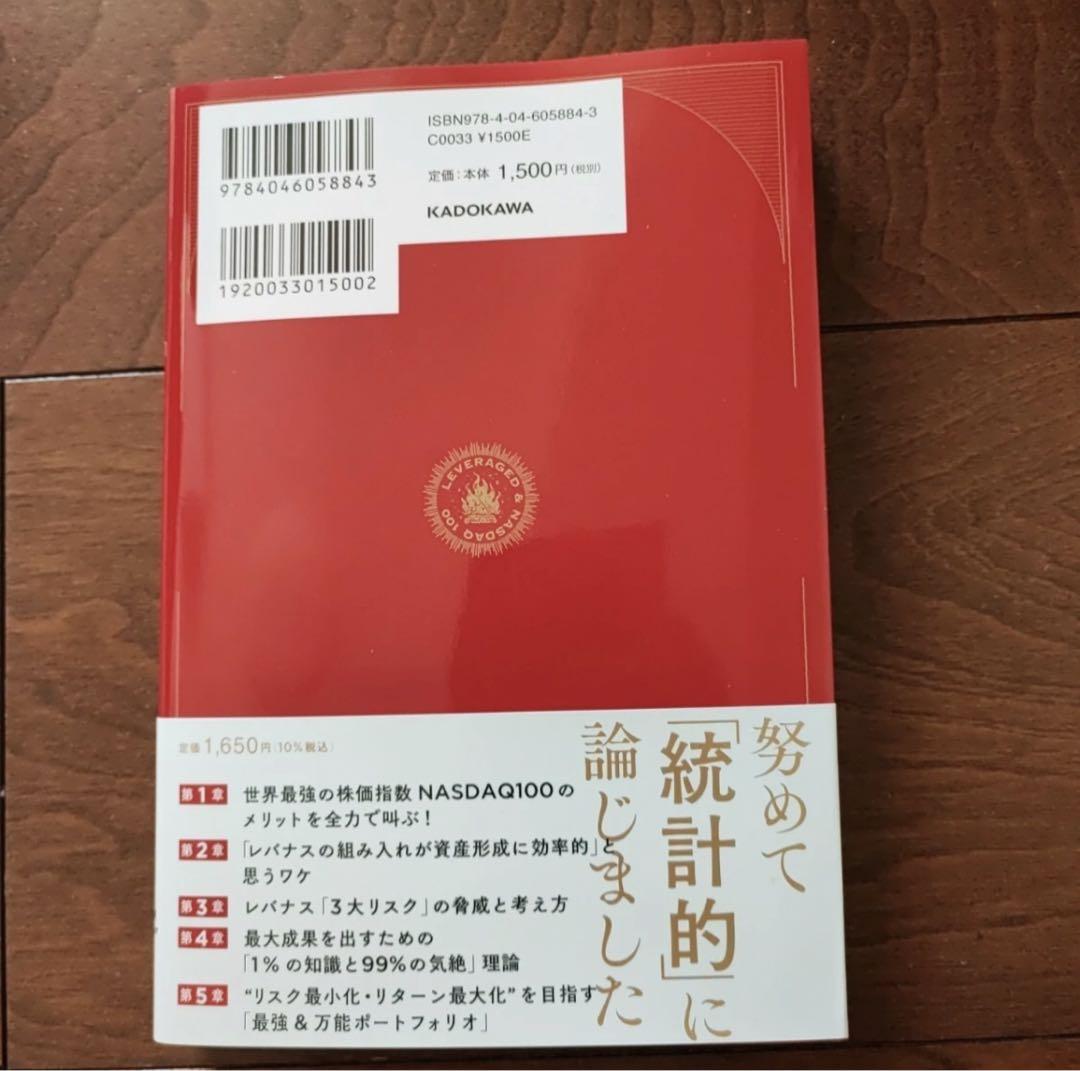 9784046058843
1920033015002
ISBN978-4-04-605884-3
C0033 ¥1500E
定価:本体 1,500円(税別)
KADOKAWA
LEVERAGED & NASDAQ 100
努めて
「統計的」に
論じました
定価1,650円(10%税込)
第1章 世界最強の株価指数 NASDAQ100の
メリットを全力で叫ぶ!
第2章 「レバナスの組み入れが資産形成に効率的」と
思うワケ
第3章 レバナス「3大リスク」の脅威と考え方
第4章 最大成果を出すための
「1%の知識と99%の気絶」理論
第5章 “リスク最小化・リターン最大化”を目指す
「最強&万能ポートフォリオ」